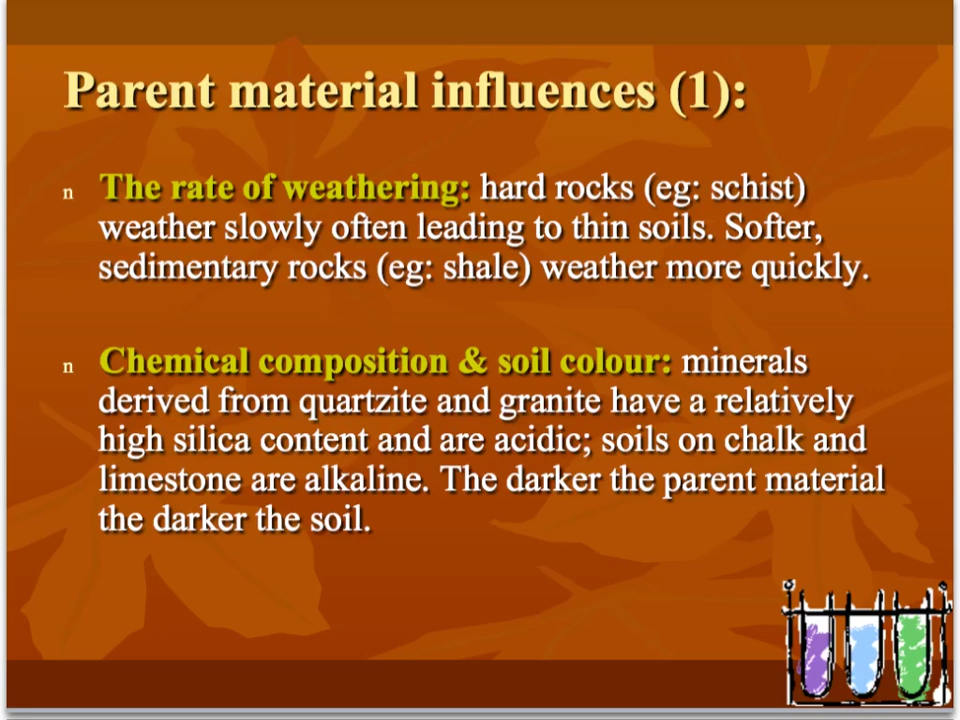 Parent material influences (1):
n The rate of weathering: hard rocks (eg: schist)
weather slowly often leading to thin soils. Softer,
sedimentary rocks (eg: shale) weather more quickly.
n Chemical composition & soil colour: minerals
derived from quartzite and granite have a relatively
high silica content and are acidic; soils on chalk and
limestone are alkaline. The darker the parent material
the darker the soil.